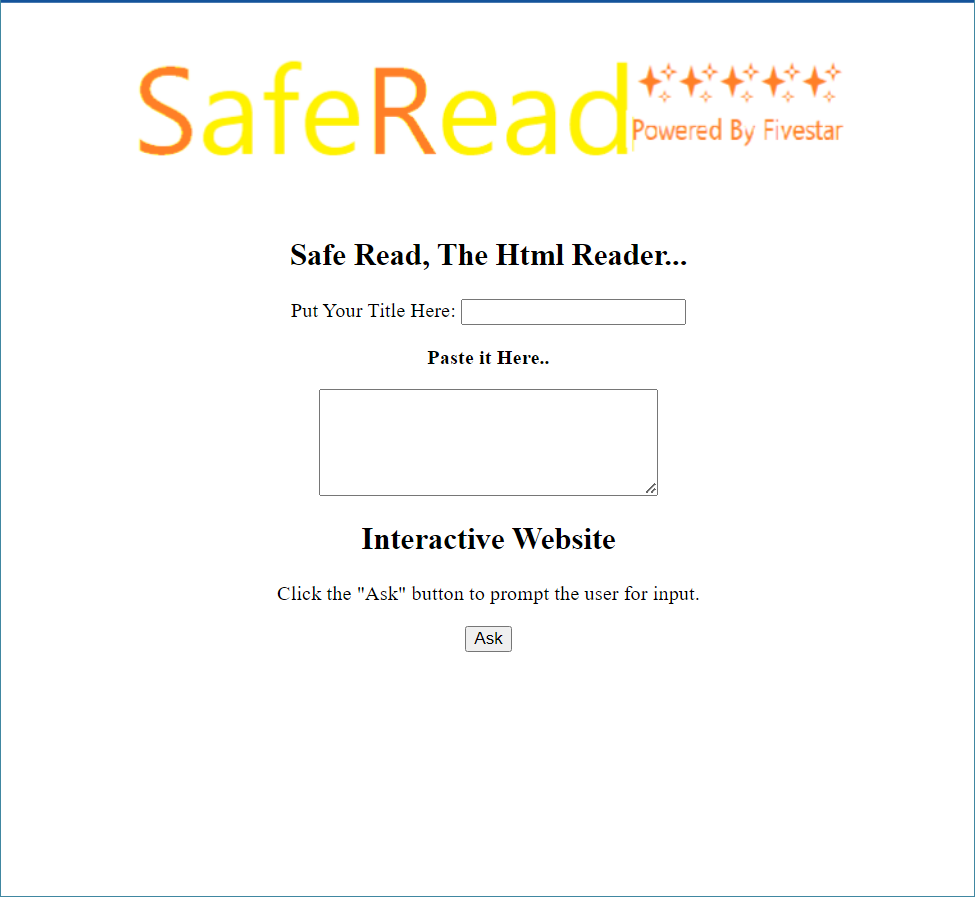 SafeRead
Powered By Fivestar
Safe Read, The Html Reader...
Put Your Title Here:
Paste it Here..
Interactive Website
Click the "Ask" button to prompt the user for input.
Ask